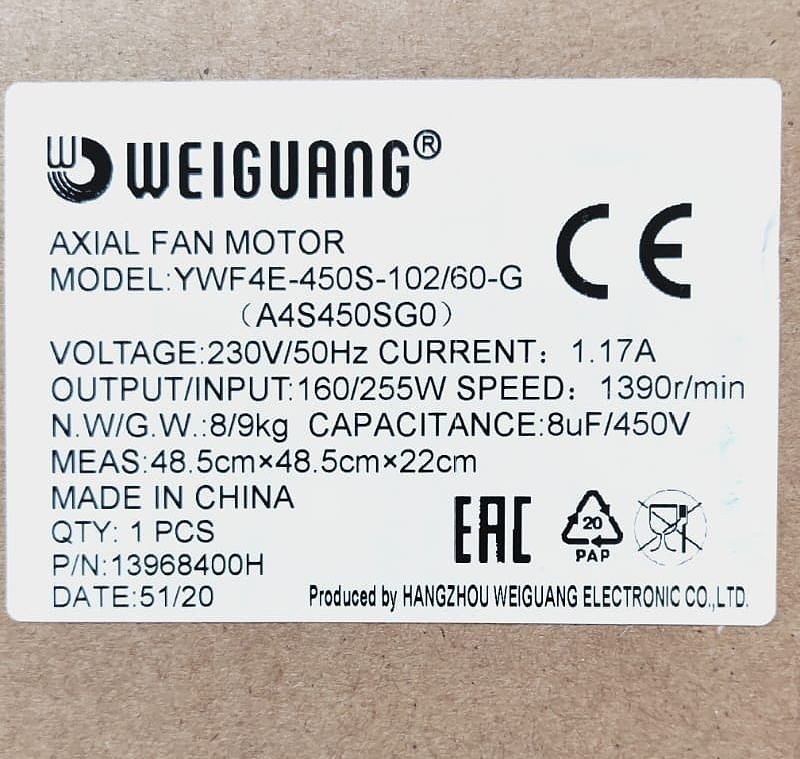 WEIGUANG®
AXIAL FAN MOTOR
MODEL:YWF4E-450S-102/60-G
（A4S450SG0）
VOLTAGE:230V/50Hz CURRENT： 1.17A
OUTPUT/INPUT:160/255W SPEED： 1390r/min
N.W/G.W.:8/9kg CAPACITANCE:8uF/450V
MEAS:48.5cm×48.5cm×22cm
MADE IN CHINA
QTY: 1 PCS
P/N:13968400H
DATE:51/20
CE
EAC
20
PAP
Produced by HANGZHOU WEIGUANG ELECTRONIC CO.,LTD.